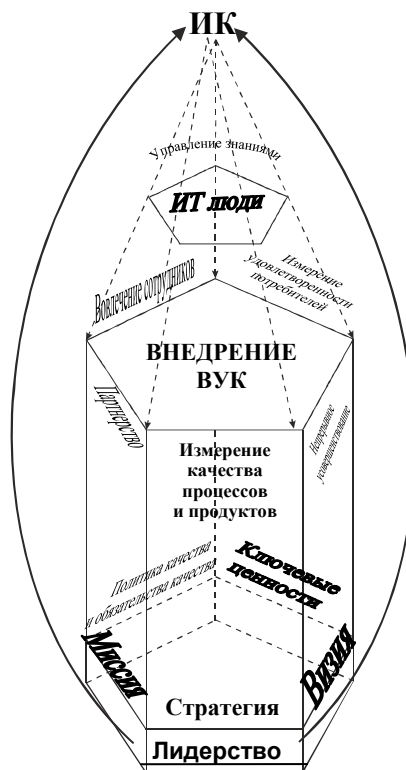 ИК
Управление знаниями
ИТ люди
Вовлечение сотрудников
Измерение
удовлетворенности
потребителей
ВНЕДРЕНИЕ
ВУК
Партнерство
Непрерывное
усовершенствование
Измерение
качества
процессов
и продуктов
Политика качества
и обязательства качества
Ключевые
ценности
Миссия
Визия
Стратегия
Лидерство